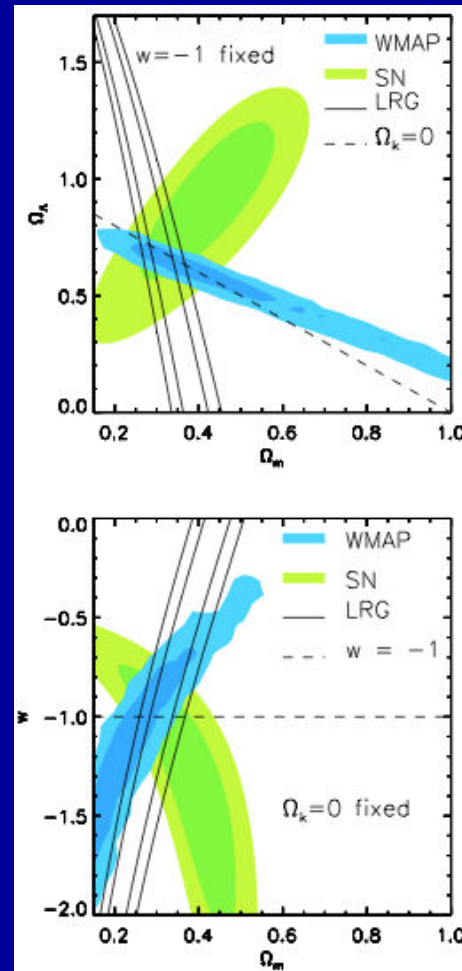 w=−1 fixed
WMAP
SN
LRG
Ωk=0
1.5
1.0
0.5
0.0
ΩΛ
0.2 0.4 0.6 0.8 1.0
Ωm
0.0
−0.5
−1.0
−1.5
−2.0
w
WMAP
SN
LRG
w = −1
Ωk=0 fixed
0.2 0.4 0.6 0.8 1.0
Ωm